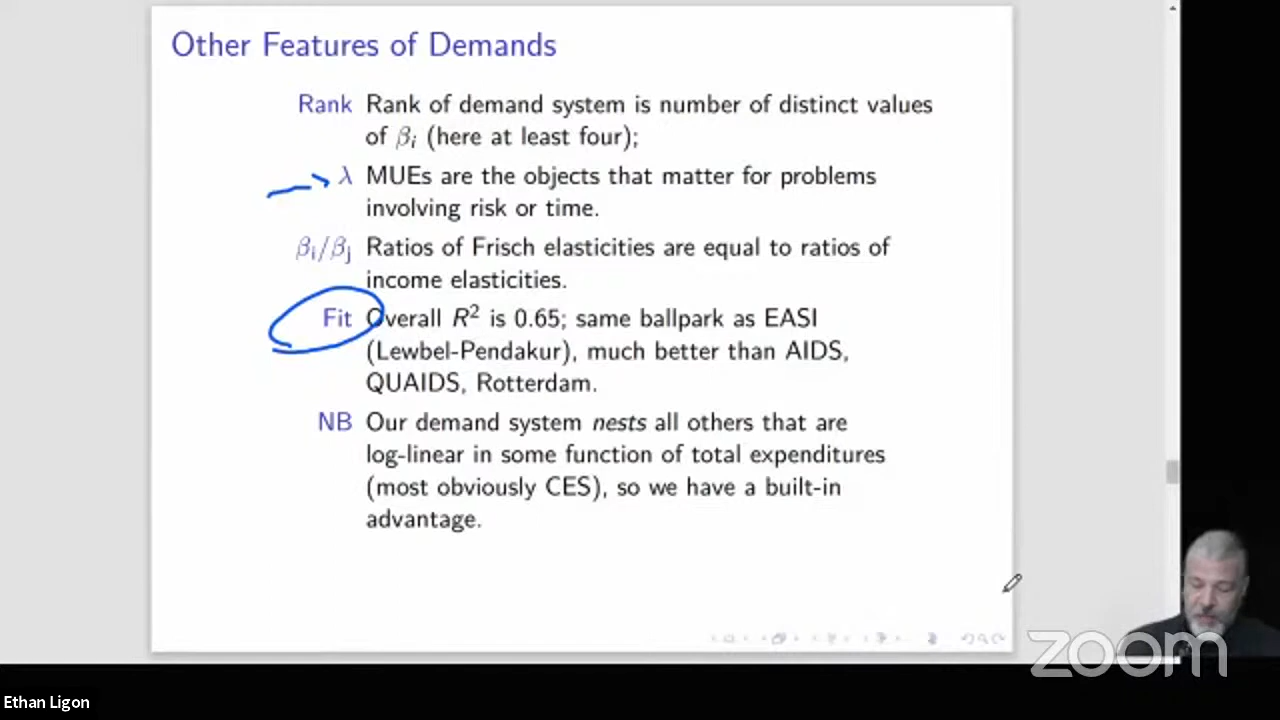 Other Features of Demands
Rank Rank of demand system is number of distinct values
of βi (here at least four);
λ MUEs are the objects that matter for problems
involving risk or time.
βi/βj Ratios of Frisch elasticities are equal to ratios of
income elasticities.
Fit Overall R² is 0.65; same ballpark as EASI
(Lewbel-Pendakur), much better than AIDS,
QUAIDS, Rotterdam.
NB Our demand system nests all others that are
log-linear in some function of total expenditures
(most obviously CES), so we have a built-in
advantage.
zoom
Ethan Ligon